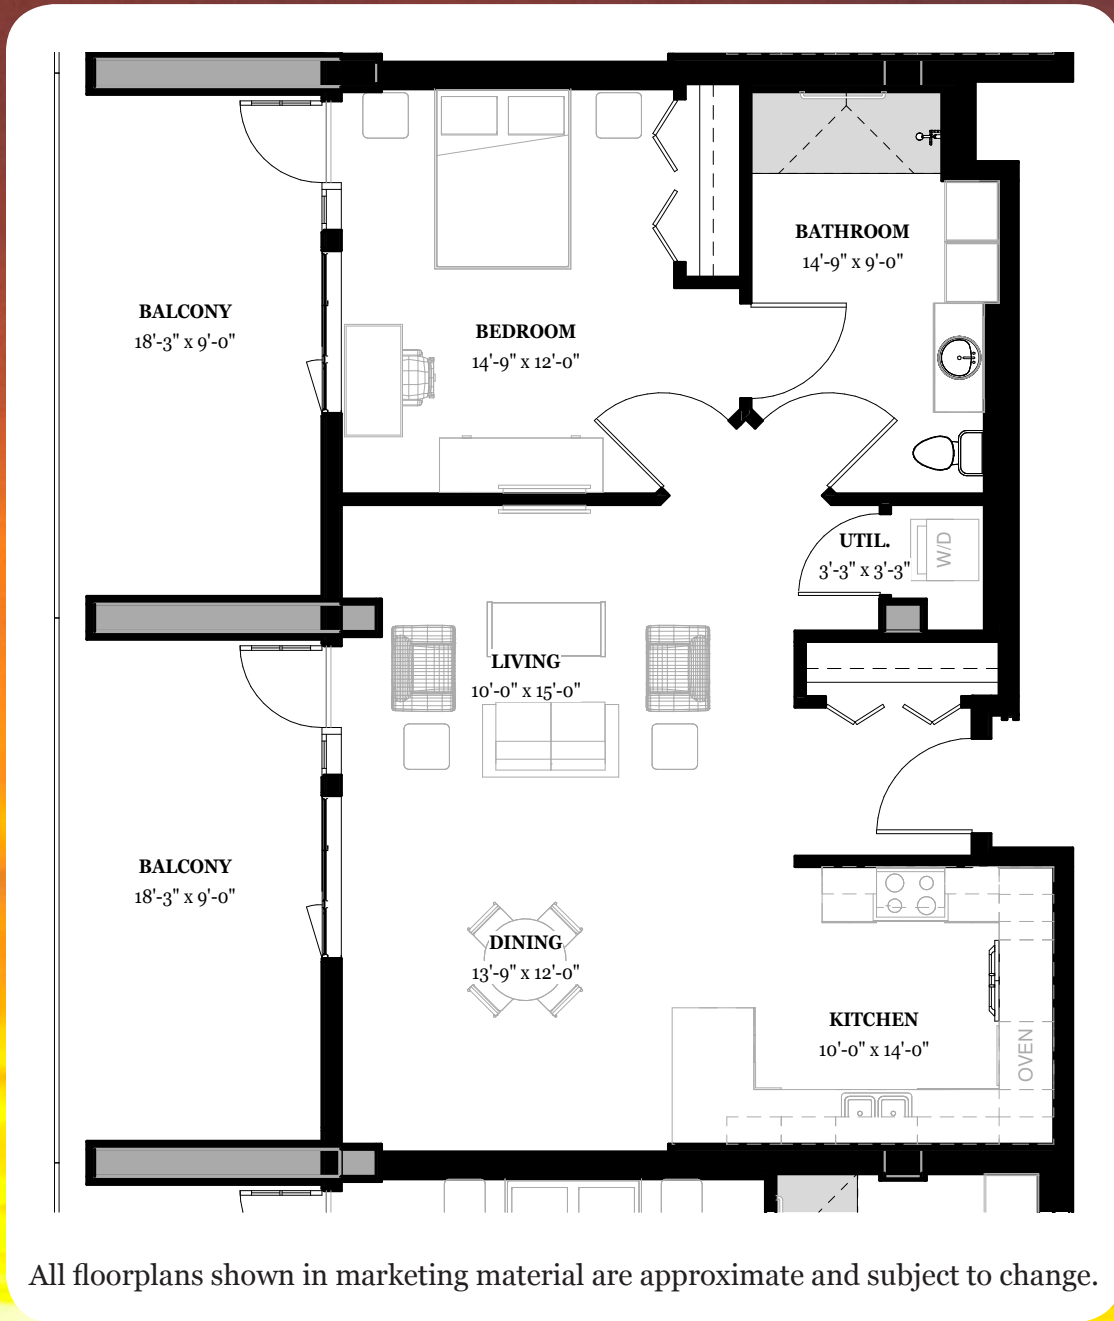 BATHROOM
14'-9" x 9'-0"
BALCONY
18'-3" x 9'-0"
BEDROOM
14'-9" x 12'-0"
UTIL.
3'-3" x 3'-3"
W/D
LIVING
10'-0" x 15'-0"
BALCONY
18'-3" x 9'-0"
DINING
13'-9" x 12'-0"
KITCHEN
10'-0" x 14'-0"
OVEN
All floorplans shown in marketing material are approximate and subject to change.